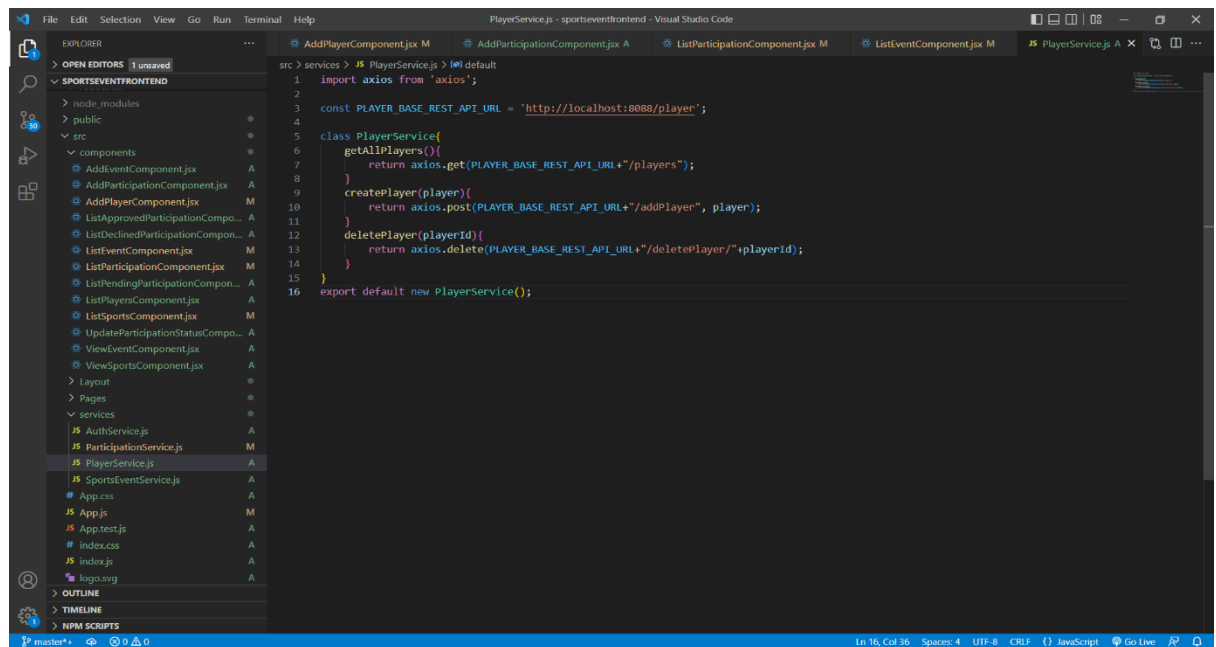 File Edit Selection View Go Run Terminal Help PlayerService.js - sportseventfrontend - Visual Studio Code
EXPLORER
AddPlayerComponent.jsx M AddParticipationComponent.jsx A ListParticipationComponent.jsx M ListEventComponent.jsx M JS PlayerService.js A
> OPEN EDITORS 1 unsaved
SPORTSEVENTFRONTEND
> node_modules
> public
src
components
AddEventComponent.jsx A
AddParticipationComponent.jsx A
AddPlayerComponent.jsx M
ListApprovedParticipationCompo... A
ListDeclinedParticipationCompon... A
ListEventComponent.jsx M
ListParticipationComponent.jsx M
ListPendingParticipationCompon... A
ListPlayersComponent.jsx A
ListSportsComponent.jsx M
UpdateParticipationStatusCompo... A
ViewEventComponent.jsx A
ViewSportsComponent.jsx A
> Layout
> Pages
services
JS AuthService.js A
JS ParticipationService.js M
JS PlayerService.js A
JS SportsEventService.js A
# App.css A
JS App.js M
JS App.test.js A
# index.css A
JS index.js A
logo.svg A
> OUTLINE
> TIMELINE
> NPM SCRIPTS
50
1
1
src > services > JS PlayerService.js > default
1 import axios from 'axios';
2
3 const PLAYER_BASE_REST_API_URL = 'http://localhost:8088/player';
4
5 class PlayerService{
6 getAllPlayers(){
7 return axios.get(PLAYER_BASE_REST_API_URL+"/players");
8 }
9 createPlayer(player){
10 return axios.post(PLAYER_BASE_REST_API_URL+"/addPlayer", player);
11 }
12 deletePlayer(playerId){
13 return axios.delete(PLAYER_BASE_REST_API_URL+"/deletePlayer/"+playerId);
14 }
15 }
16 export default new PlayerService();
master*+ 0 0 Ln 16, Col 36 Spaces: 4 UTF-8 CRLF {} JavaScript Go Live